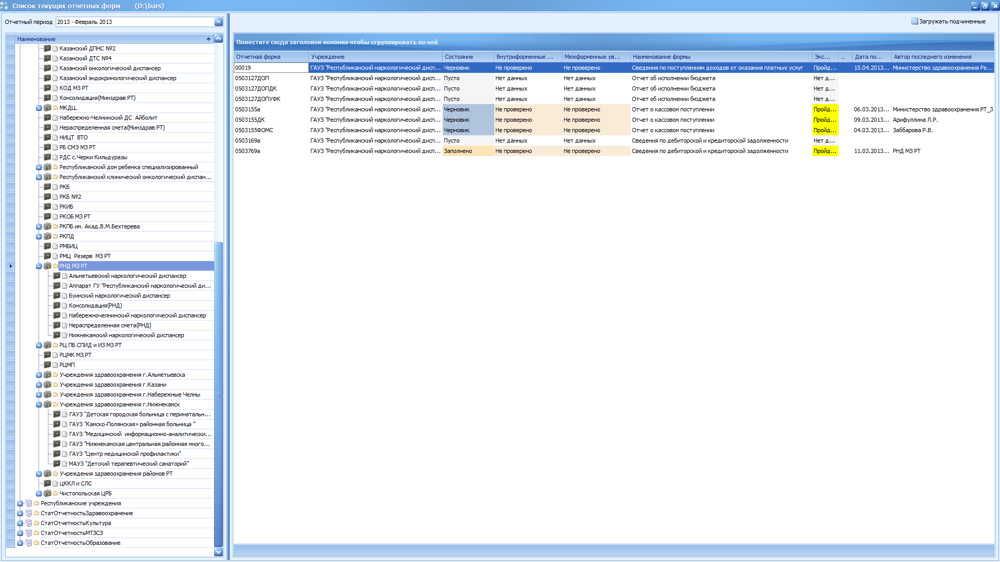 Список текущих отчетных форм (D:\bars)
Отчетный период 2013 - Февраль 2013
Загружать подчиненные
Наименование
Казанский ДПНС №2
Казанский ДТС №4
Казанский онкологический диспансер
Казанский эндокринологический диспансер
КОД МЗ РТ
Консолидация(Минздрав РТ)
МКДЦ.
Набережно-Челнинский ДС Айболит
Нераспределенная смета(Минздрав РТ)
НИЦТ ВТО
РБ СМЭ МЗ РТ
РДС с.Черки Кильдуразы
Республиканский дом ребенка специализированный
Республиканский клинический онкологический диспан...
РКБ
РКБ №2
РКИБ
РКОБ МЗ РТ
РКПБ им. Акад.В.М.Бехтерева
РКПД
РМБИЦ
РМЦ Резерв МЗ РТ
РНД МЗ РТ
Альметьевский наркологический диспансер
Аппарат ГУ "Республиканский наркологический ди...
Буинский наркологический диспансер
Консолидация(РНД)
Набережночелнинский наркологический диспансер
Нераспределенная смета(РНД)
Нижнекамский наркологический диспансер
РЦ ПБ СПИД и ИЗ МЗ РТ
РЦМК МЗ РТ
РЦМП
Учреждения здравоохранения г.Альметьевска
Учреждения здравоохранения г.Казани
Учреждения здравоохранения г.Набережные Челны
Учреждения здравоохранения г.Нижнекамск
ГАУЗ "Детская городская больница с перинатальн...
ГАУЗ "Камско-Полянская» районная больница "
ГАУЗ "Медицинский информационно-аналитически...
ГАУЗ "Нижнекамская центральная районная много...
ГАУЗ "Центр медицинской профилактики"
МАУЗ "Детский терапевтический санаторий"
Учреждения здравоохранения районов РТ
ЦККЛ и СЛС
Чистопольская ЦРБ
Республиканские учреждения
СтатОтчетностьЗдравоохранение
СтатОтчетностьКультура
СтатОтчетностьМТЗСЗ
СтатОтчетностьОбразование
Поместите сюда заголовок колонки чтобы сгруппировать по ней
Отчетная форма Учреждение Состояние Внутриформенные ... Межформенные ув... Наименование формы Экс... .. Дата по... Автор последнего изменения
00019 ГАУЗ "Республиканский наркологический дисп... Черновик Не проверено Не проверено Сведения по поступлениям доходов от оказания платных услуг Пройд... 15.04.2013... Министерство здравоохранения Ре...
0503127ДОП ГАУЗ "Республиканский наркологический дисп... Пусто Нет данных Нет данных Отчет об исполнении бюджета Нет д...
0503127ДОПДК ГАУЗ "Республиканский наркологический дисп... Пусто Нет данных Нет данных Отчет об исполнении бюджета Нет д...
0503127ДОПУФК ГАУЗ "Республиканский наркологический дисп... Пусто Нет данных Нет данных Отчет об исполнении бюджета Нет д...
0503155а ГАУЗ "Республиканский наркологический дисп... Черновик Не проверено Не проверено Отчет о кассовом поступлении Пройд... 06.03.2013... Министерство здравоохранения РТ_3
0503155ДК ГАУЗ "Республиканский наркологический дисп... Черновик Не проверено Не проверено Отчет о кассовом поступлении Пройд... 09.03.2013... Арифуллина Л.Р.
0503155ФОМС ГАУЗ "Республиканский наркологический дисп... Черновик Не проверено Не проверено Отчет о кассовом поступлении Пройд... 04.03.2013... Заббарова Р.В.
0503169а ГАУЗ "Республиканский наркологический дисп... Пусто Нет данных Нет данных Сведения по дебиторской и кредиторской задолженности Нет д...
0503769а ГАУЗ "Республиканский наркологический дисп... Заполнено Не проверено Не проверено Сведения по дебиторской и кредиторской задолженности Пройд... 11.03.2013... РНД МЗ РТ